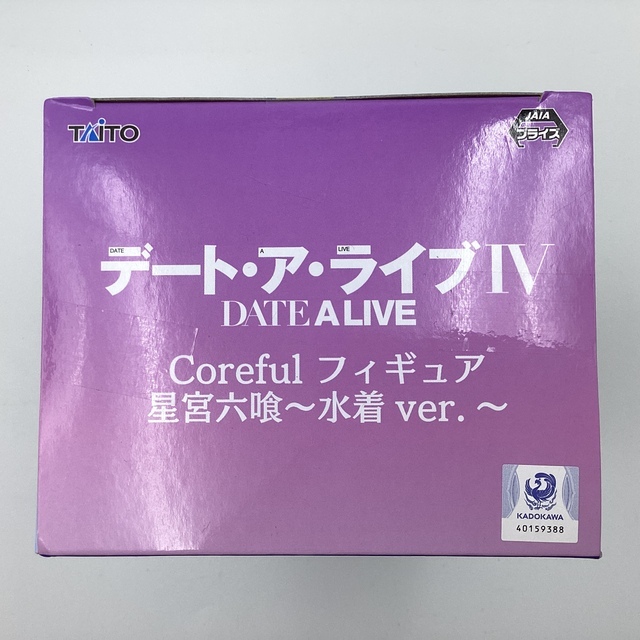 TAITO
JAIA
プライズ
DATE A LIVE
デート・ア・ライブIV
DATE A LIVE
Coreful フィギュア
星宮六喰～水着 ver.～
KADOKAWA
40159388